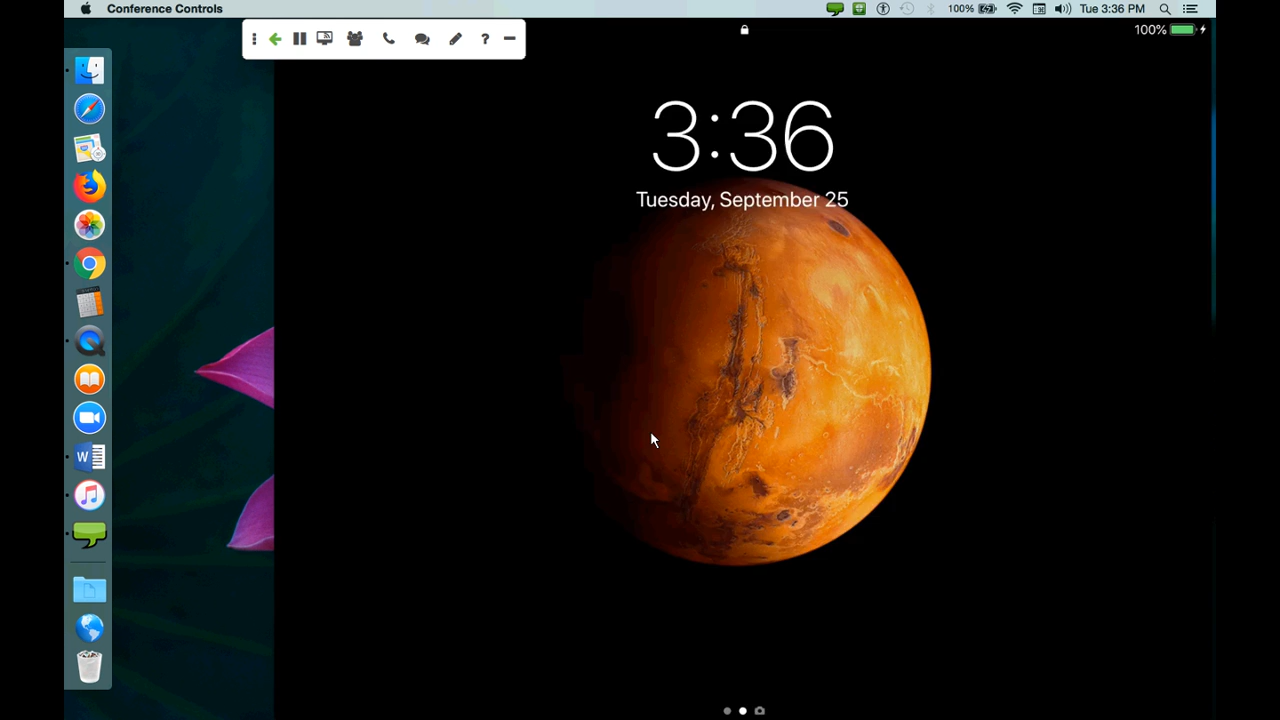 Conference Controls
100%
Tue 3:36 PM
?
100%
3:36
Tuesday, September 25
W